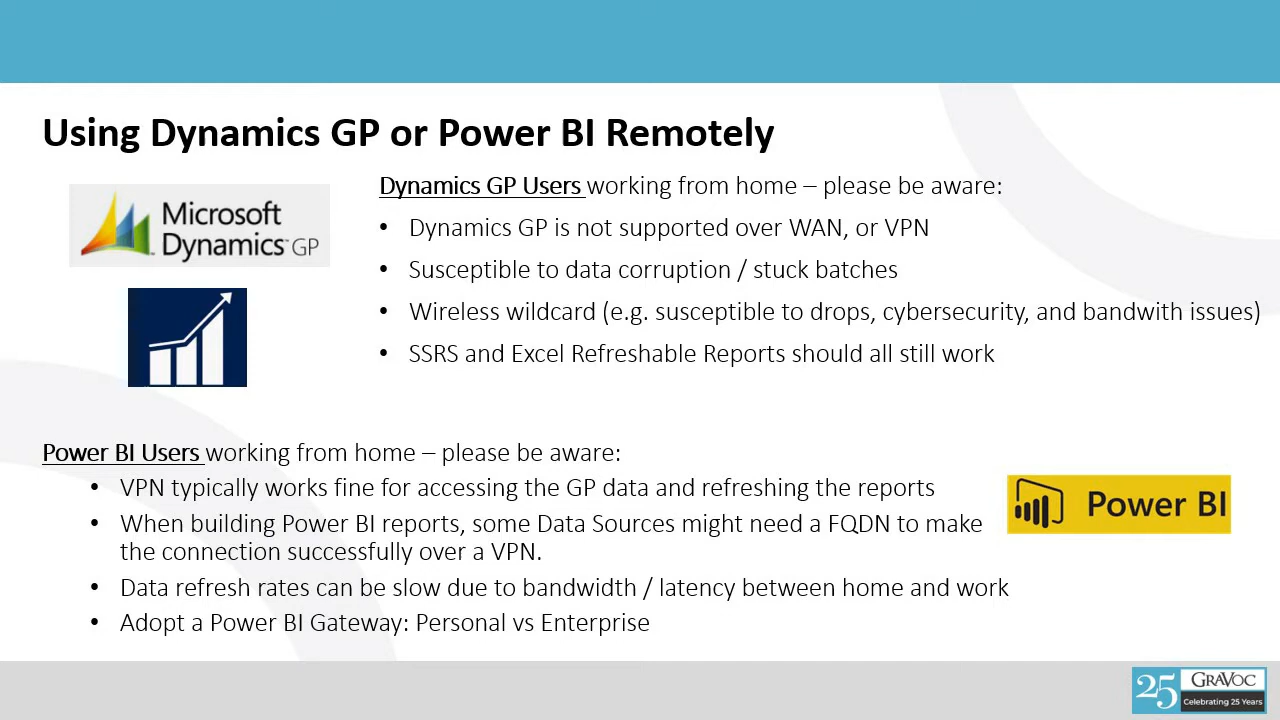 Using Dynamics GP or Power BI Remotely
Microsoft
Dynamics™ GP
Dynamics GP Users working from home – please be aware:
• Dynamics GP is not supported over WAN, or VPN
• Susceptible to data corruption / stuck batches
• Wireless wildcard (e.g. susceptible to drops, cybersecurity, and bandwith issues)
• SSRS and Excel Refreshable Reports should all still work
Power BI Users working from home – please be aware:
• VPN typically works fine for accessing the GP data and refreshing the reports
• When building Power BI reports, some Data Sources might need a FQDN to make
the connection successfully over a VPN.
• Data refresh rates can be slow due to bandwidth / latency between home and work
• Adopt a Power BI Gateway: Personal vs Enterprise
Power BI
25 GRAVOC
Celebrating 25 Years